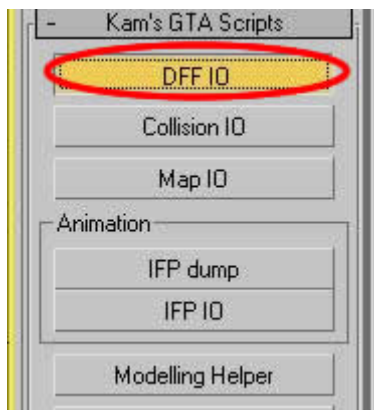 - Kam's GTA Scripts
DFF IO
Collision IO
Map IO
Animation
IFP dump
IFP IO
Modelling Helper